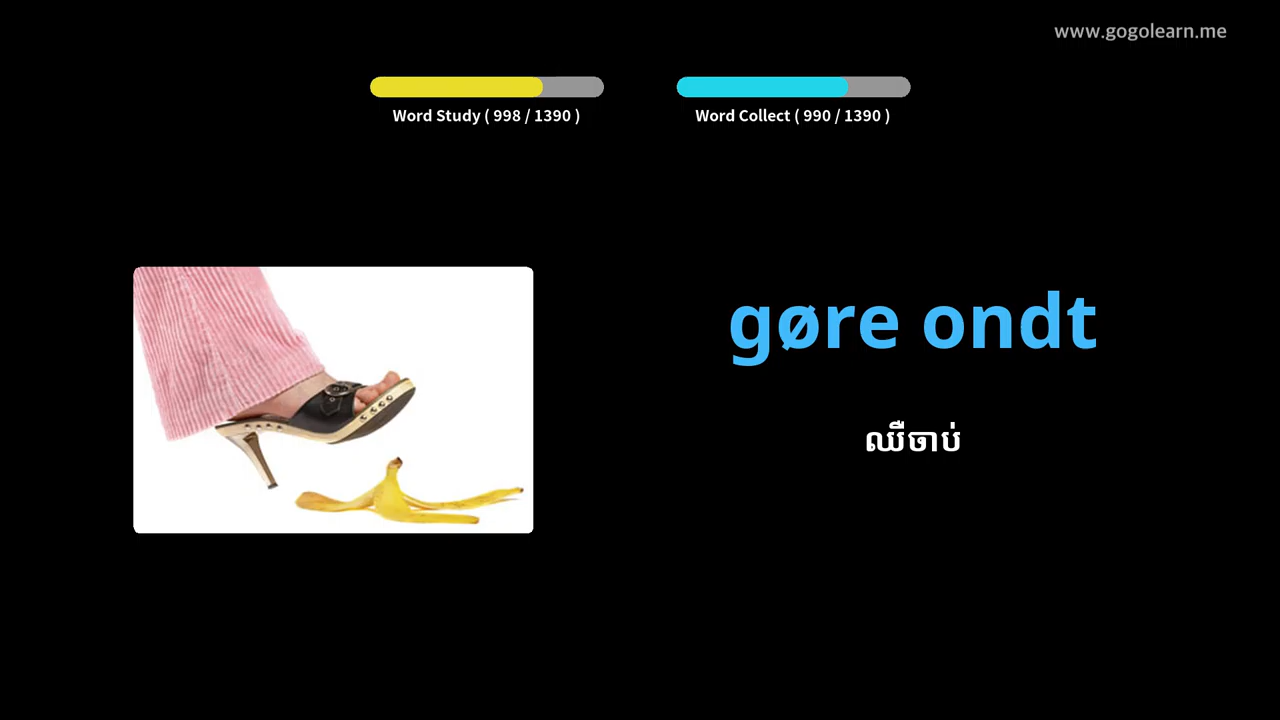 www.gogolearn.me
Word Study ( 998 / 1390 )
Word Collect ( 990 / 1390 )
gøre ondt
ឈឺចាប់